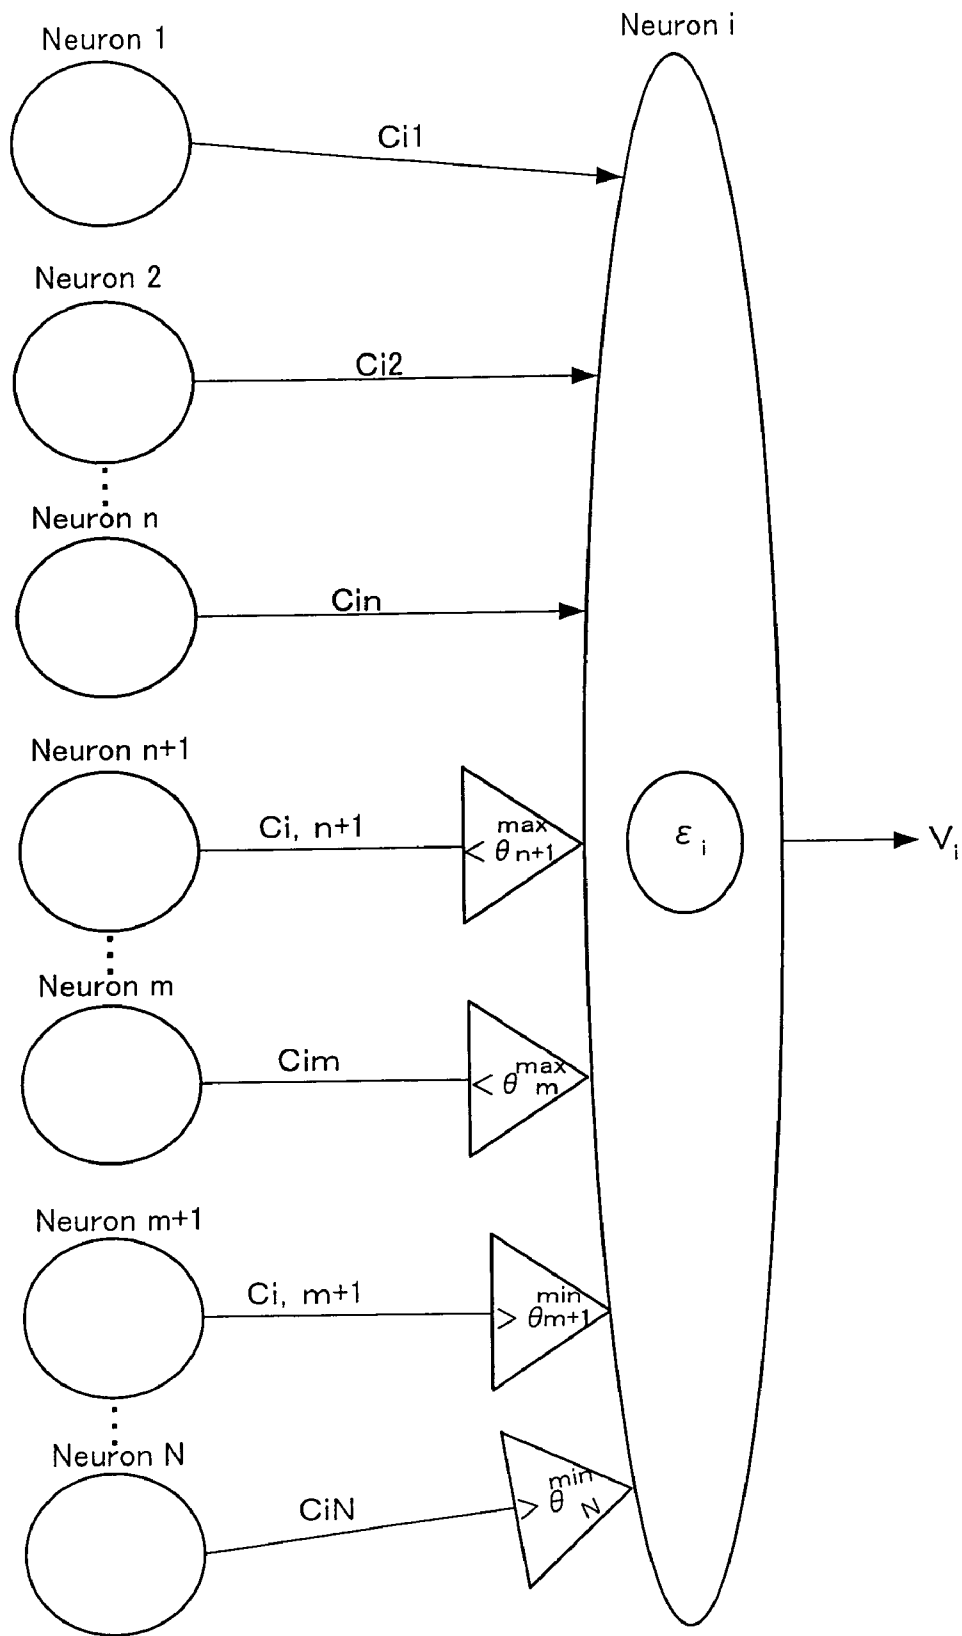 Neuron 1
Neuron i
Ci1
Neuron 2
Ci2
Neuron n
Cin
Neuron n+1
Ci, n+1
< θ max n+1
ε i
V i
Neuron m
Cim
< θ max m
Neuron m+1
Ci, m+1
> θ min m+1
Neuron N
CiN
> θ min N